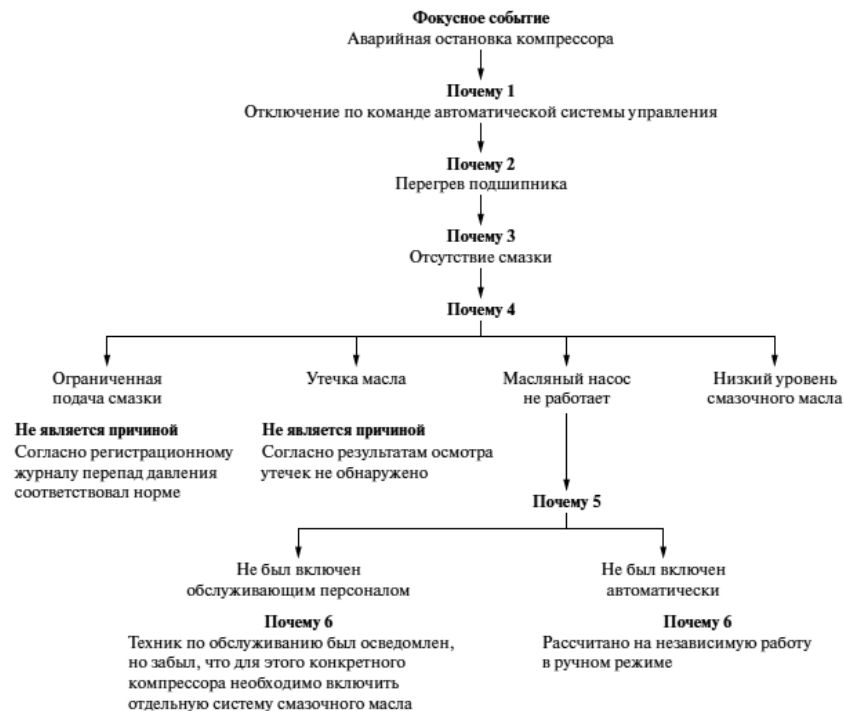 Фокусное событие
Аварийная остановка компрессора
Почему 1
Отключение по команде автоматической системы управления
Почему 2
Перегрев подшипника
Почему 3
Отсутствие смазки
Почему 4
Ограниченная
подача смазки
Не является причиной
Согласно регистрационному
журналу перепад давления
соответствовал норме
Утечка масла
Не является причиной
Согласно результатам осмотра
утечек не обнаружено
Масляный насос
не работает
Низкий уровень
смазочного масла
Почему 5
Не был включен
обслуживающим персоналом
Почему 6
Техник по обслуживанию был осведомлен,
но забыл, что для этого конкретного
компрессора необходимо включить
отдельную систему смазочного масла
Не был включен
автоматически
Почему 6
Рассчитано на независимую работу
в ручном режиме